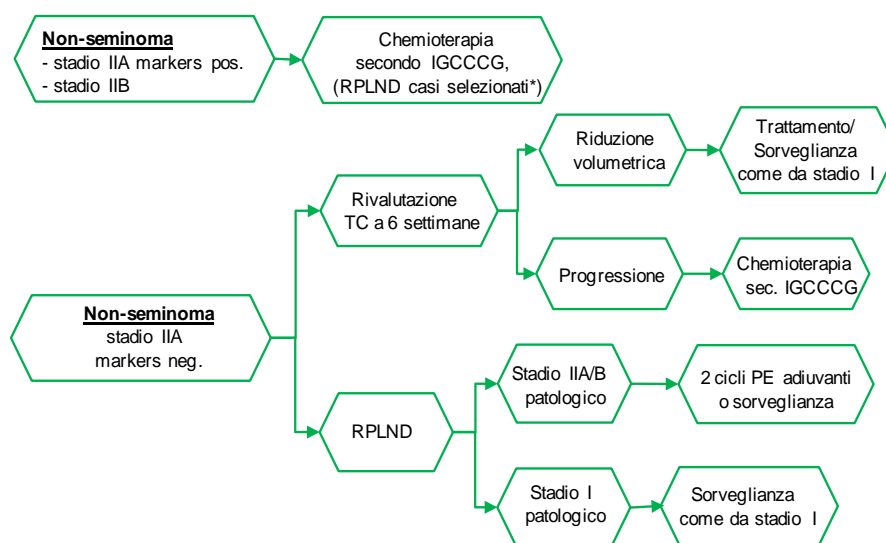 Non-seminoma
- stadio IIA markers pos.
- stadio IIB
Chemioterapia
secondo IGCCCG,
(RPLND casi selezionati*)
Non-seminoma
stadio IIA
markers neg.
Rivalutazione
TC a 6 settimane
Riduzione
volumetrica
Trattamento/
Sorveglianza
come da stadio I
Progressione
Chemioterapia
sec. IGCCCG
RPLND
Stadio IIA/B
patologico
2 cicli PE adiuvanti
o sorveglianza
Stadio I
patologico
Sorveglianza
come da stadio I